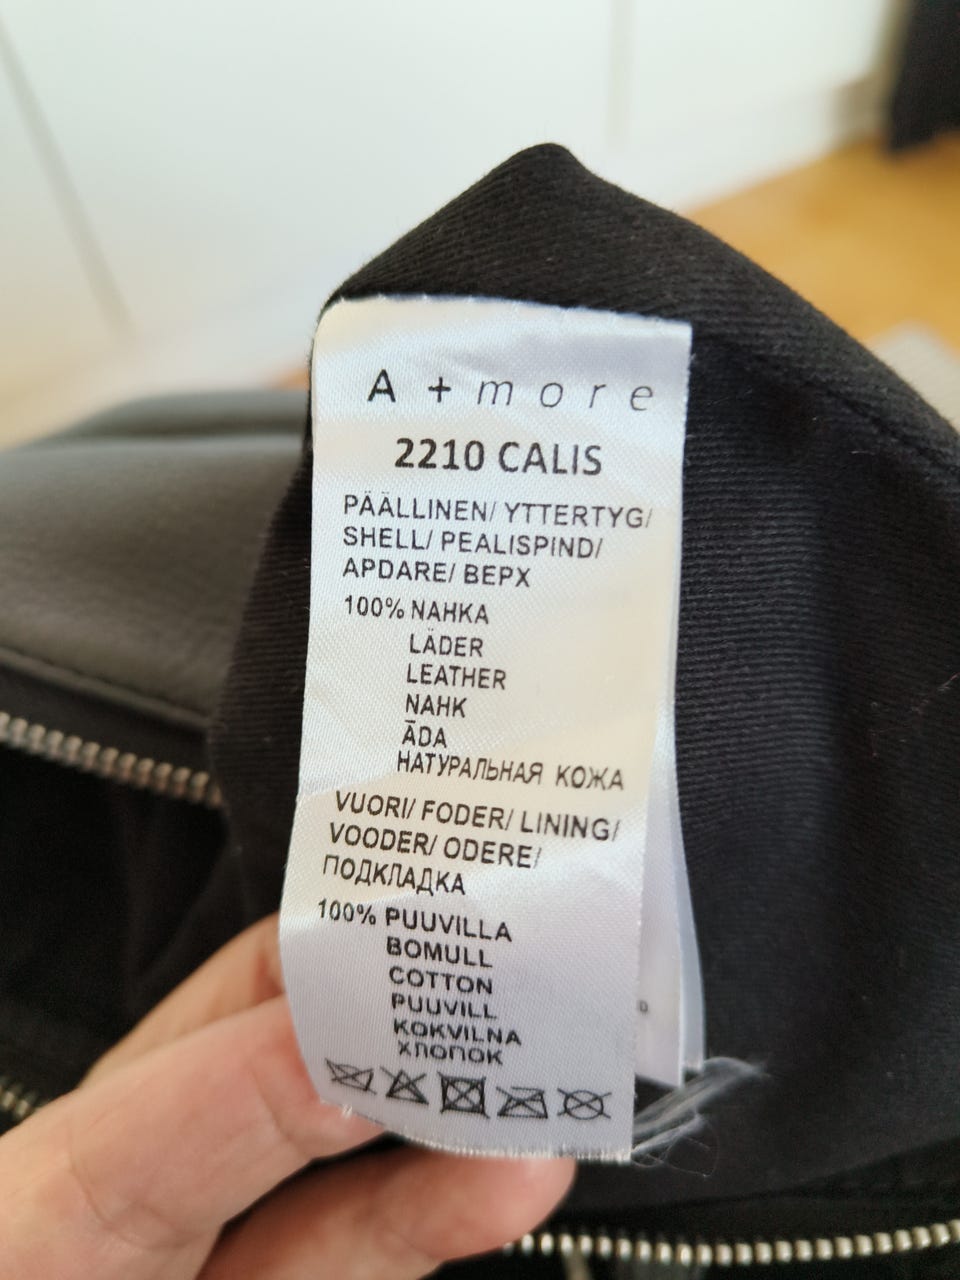 A + more
2210 CALIS
PÄÄLLINEN/ YTTERTYG/
SHELL/ PEALISPIND/
APDARE/ ВЕРХ
100% NAHKA
LÄDER
LEATHER
NAHK
ĀDA
НАТУРАЛЬНАЯ КОЖА
VUORI/ FODER/ LINING/
VOODER/ ODERE/
ПОДКЛАДКА
100% PUUVILLA
BOMULL
COTTON
PUUVILL
KOKVILNA
ХЛОПОК